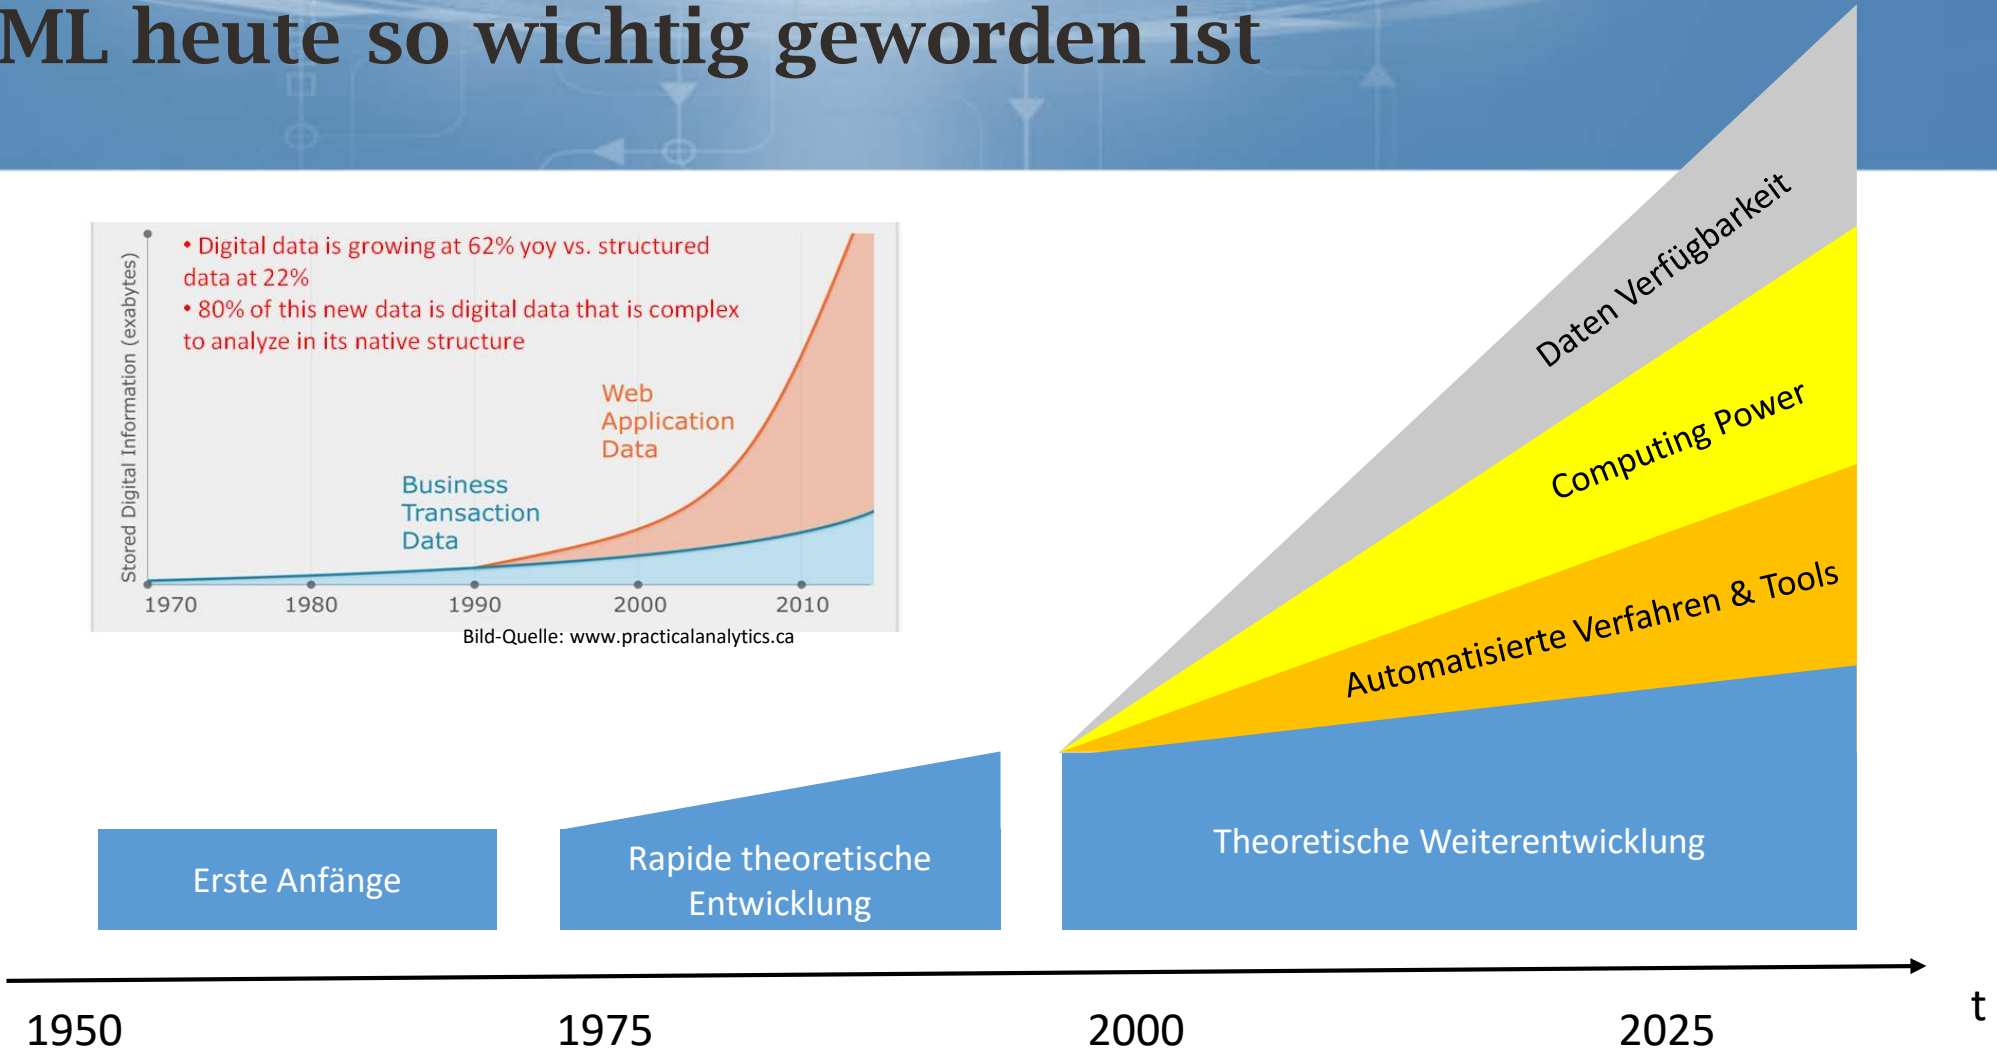 ML heute so wichtig geworden ist
• Digital data is growing at 62% yoy vs. structured
data at 22%
• 80% of this new data is digital data that is complex
to analyze in its native structure
Stored Digital Information (exabytes)
Web
Application
Data
Business
Transaction
Data
1970
1980
1990
2000
2010
Bild-Quelle: www.practicalanalytics.ca
Daten Verfügbarkeit
Computing Power
Automatisierte Verfahren & Tools
Erste Anfänge
Rapide theoretische
Entwicklung
Theoretische Weiterentwicklung
1950
1975
2000
2025
t